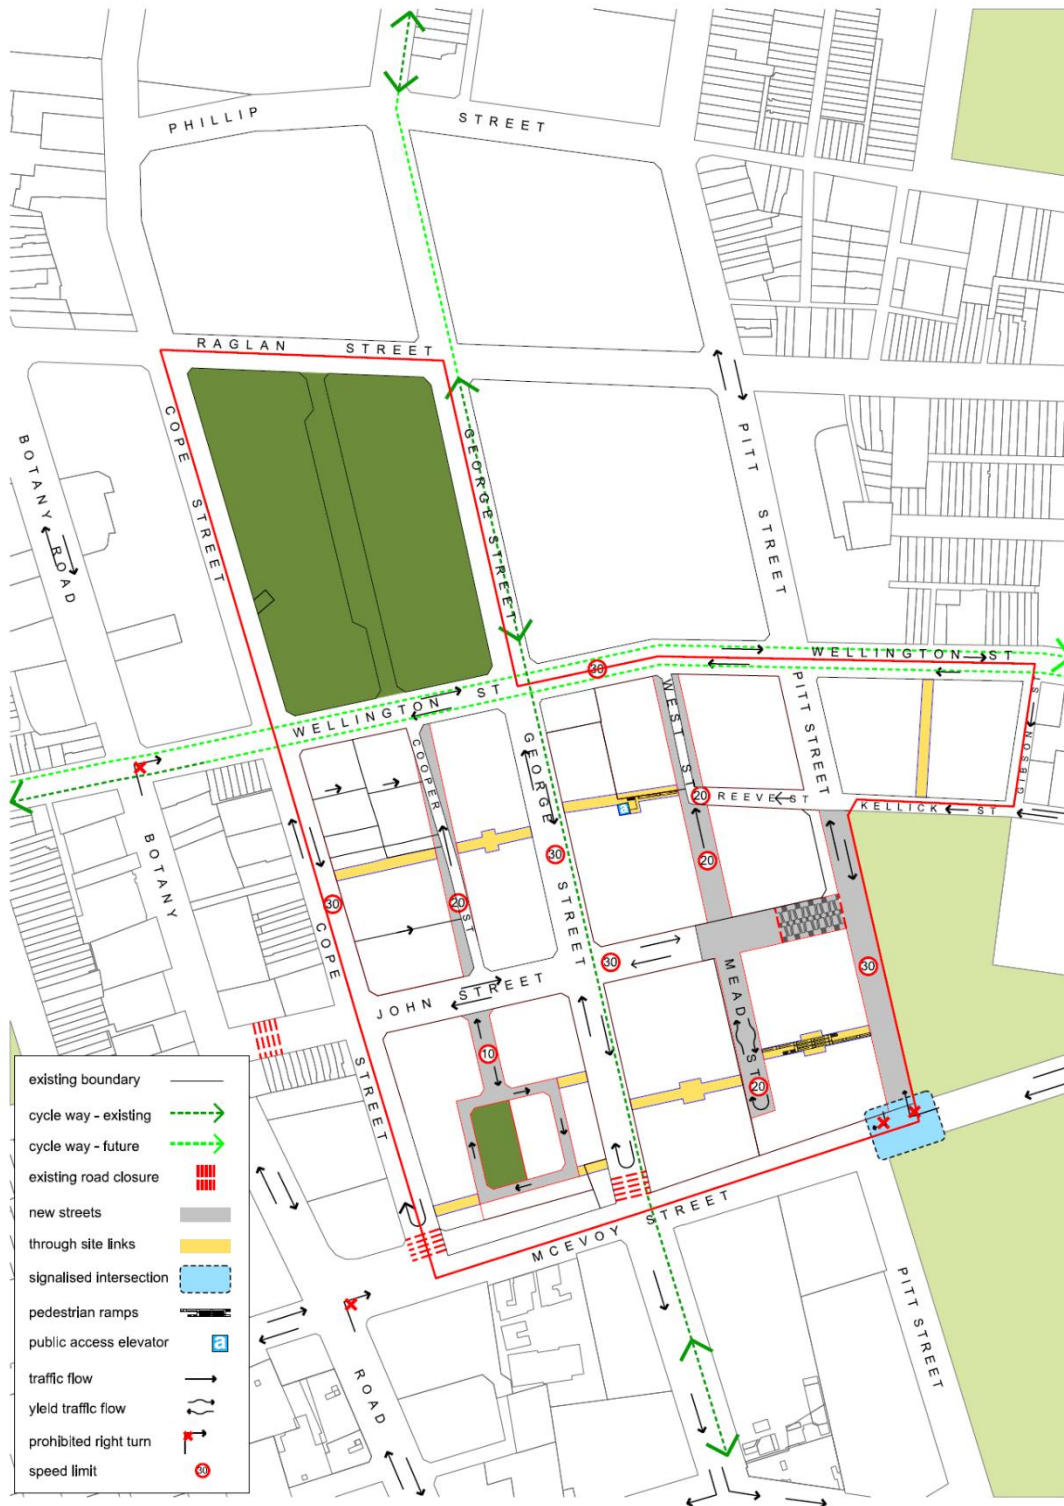 PHILLIP STREET
RAGLAN STREET
COPE STREET
BOTANY ROAD
GEORGE STREET
PITT STREET
WELLINGTON ST
30
WELLINGTON ST
COOPER ST
GEORGE STREET
WEST ST
PITT STREET
GIBSON S
a
20
REEVE ST
KELLICK ST
BOTANY
30
30
20
20
COPE STREET
JOHN STREET
30
MEAD ST
30
10
20
MCEVOY STREET
PITT STREET
ROAD
existing boundary
cycle way - existing
cycle way - future
existing road closure
new streets
through site links
signalised intersection
pedestrian ramps
public access elevator
a
traffic flow
yield traffic flow
prohibited right turn
speed limit
30